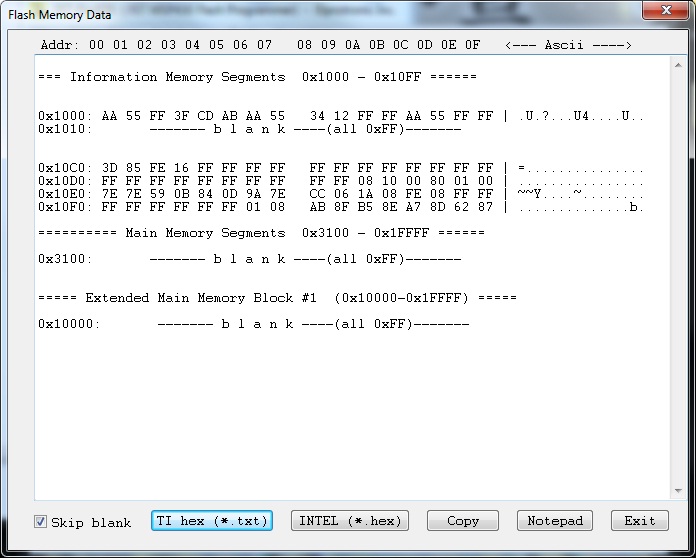 Flash Memory Data
Addr: 00 01 02 03 04 05 06 07 08 09 0A 0B 0C 0D 0E 0F <--- Ascii ---->
=== Information Memory Segments 0x1000 - 0x10FF ======
0x1000: AA 55 FF 3F CD AB AA 55 34 12 FF FF AA 55 FF FF | .U.?...U4....U..
0x1010: ------- b l a n k ----(all 0xFF)-------
0x10C0: 3D 85 FE 16 FF FF FF FF FF FF FF FF FF FF FF FF | =...............
0x10D0: FF FF FF FF FF FF FF FF FF FF 08 10 00 80 01 00 | ................
0x10E0: 7E 7E 59 0B 84 0D 9A 7E CC 06 1A 08 FE 08 FF FF | ~~Y....~........
0x10F0: FF FF FF FF FF FF 01 08 AB 8F B5 8E A7 8D 62 87 | ..............b.
========== Main Memory Segments 0x3100 - 0x1FFFF ======
0x3100: ------- b l a n k ----(all 0xFF)-------
===== Extended Main Memory Block #1 (0x10000-0x1FFFF) =====
0x10000: ------- b l a n k ----(all 0xFF)-------
Skip blank
TI hex (*.txt)
INTEL (*.hex)
Copy
Notepad
Exit